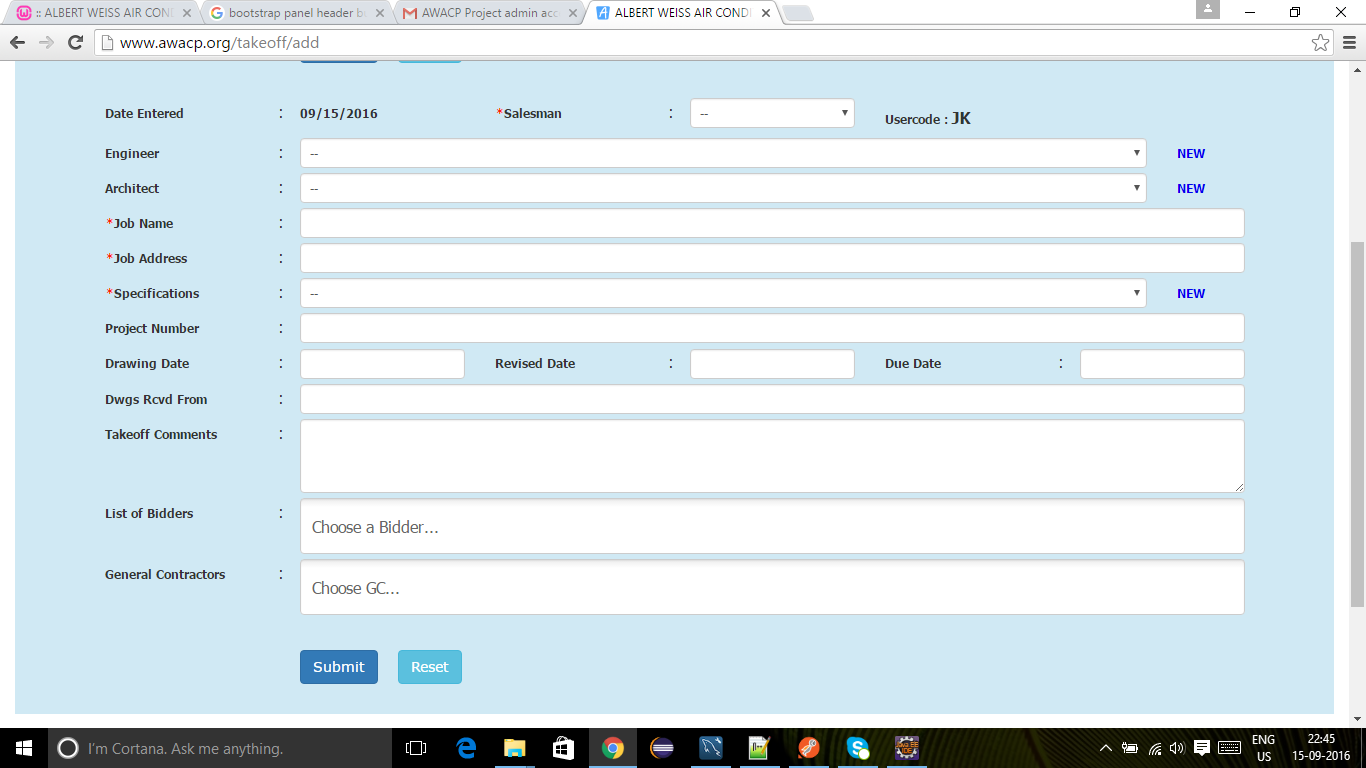 :: ALBERT WEISS AIR COND
bootstrap panel header b
AWACP Project admin acc
ALBERT WEISS AIR COND
www.awacp.org/takeoff/add
Date Entered : 09/15/2016 *Salesman : -- Usercode : JK
Engineer : -- NEW
Architect : -- NEW
*Job Name :
*Job Address :
*Specifications : -- NEW
Project Number :
Drawing Date : Revised Date : Due Date :
Dwgs Rcvd From :
Takeoff Comments :
List of Bidders : Choose a Bidder...
General Contractors : Choose GC...
Submit Reset
I'm Cortana. Ask me anything.
ENG 22:45
US 15-09-2016